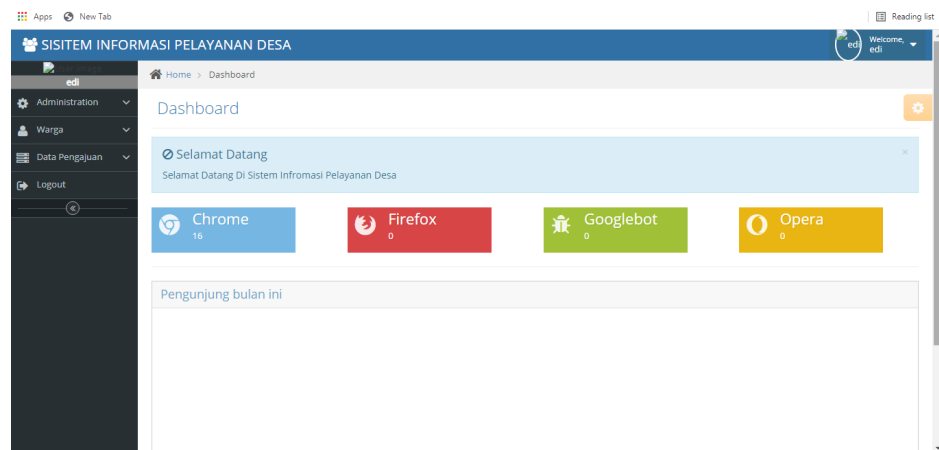 Apps New Tab Reading list
SISITEM INFORMASI PELAYANAN DESA
edi Welcome,
edi
User Image
edi
Home > Dashboard
Administration
Warga
Data Pengajuan
Logout
Dashboard
Selamat Datang
Selamat Datang Di Sistem Infromasi Pelayanan Desa
Chrome
16
Firefox
0
Googlebot
0
Opera
0
Pengunjung bulan ini